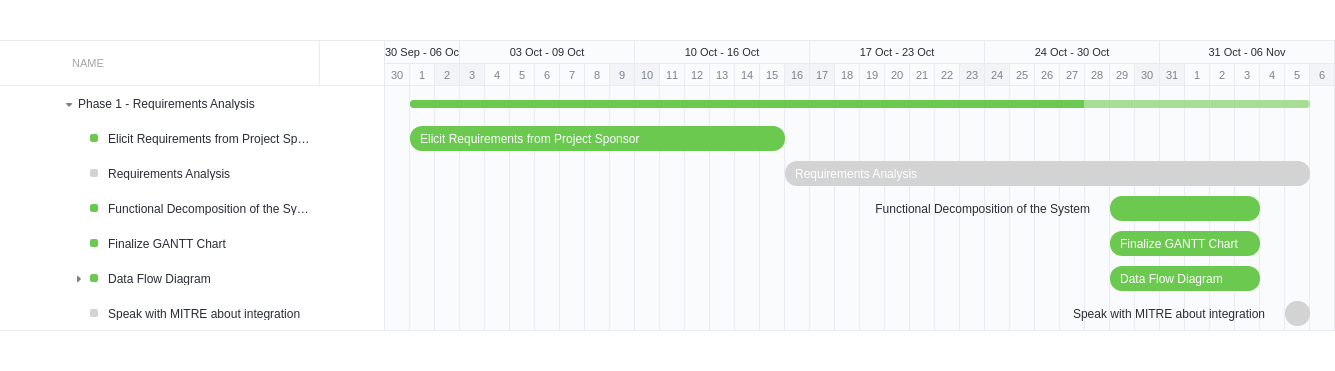 30 Sep - 06 Oc 03 Oct - 09 Oct 10 Oct - 16 Oct 17 Oct - 23 Oct 24 Oct - 30 Oct 31 Oct - 06 Nov
NAME
30 1 2 3 4 5 6 7 8 9 10 11 12 13 14 15 16 17 18 19 20 21 22 23 24 25 26 27 28 29 30 31 1 2 3 4 5 6
Phase 1 - Requirements Analysis
Elicit Requirements from Project Sp... Elicit Requirements from Project Sponsor
Requirements Analysis Requirements Analysis
Functional Decomposition of the Sy... Functional Decomposition of the System
Finalize GANTT Chart Finalize GANTT Chart
Data Flow Diagram Data Flow Diagram
Speak with MITRE about integration Speak with MITRE about integration